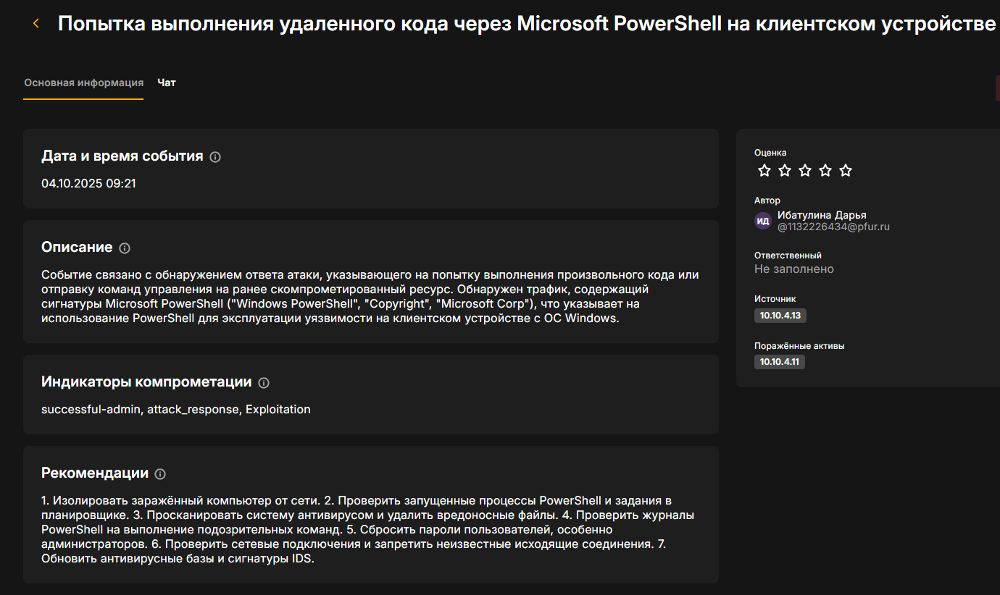 Попытка выполнения удаленного кода через Microsoft PowerShell на клиентском устройстве
Основная информация
Чат
Дата и время события
04.10.2025 09:21
Описание
Событие связано с обнаружением ответа атаки, указывающего на попытку выполнения произвольного кода или
отправку команд управления на ранее скомпрометированный ресурс. Обнаружен трафик, содержащий
сигнатуры Microsoft PowerShell ("Windows PowerShell", "Copyright", "Microsoft Corp"), что указывает на
использование PowerShell для эксплуатации уязвимости на клиентском устройстве с ОС Windows.
Индикаторы компрометации
successful-admin, attack_response, Exploitation
Рекомендации
1. Изолировать заражённый компьютер от сети. 2. Проверить запущенные процессы PowerShell и задания в
планировщике. 3. Просканировать систему антивирусом и удалить вредоносные файлы. 4. Проверить журналы
PowerShell на выполнение подозрительных команд. 5. Сбросить пароли пользователей, особенно
администраторов. 6. Проверить сетевые подключения и запретить неизвестные исходящие соединения. 7.
Обновить антивирусные базы и сигнатуры IDS.
Оценка
Автор
ИД
Ибатулина Дарья
@1132226434@pfur.ru
Ответственный
Не заполнено
Источник
10.10.4.13
Поражённые активы
10.10.4.11